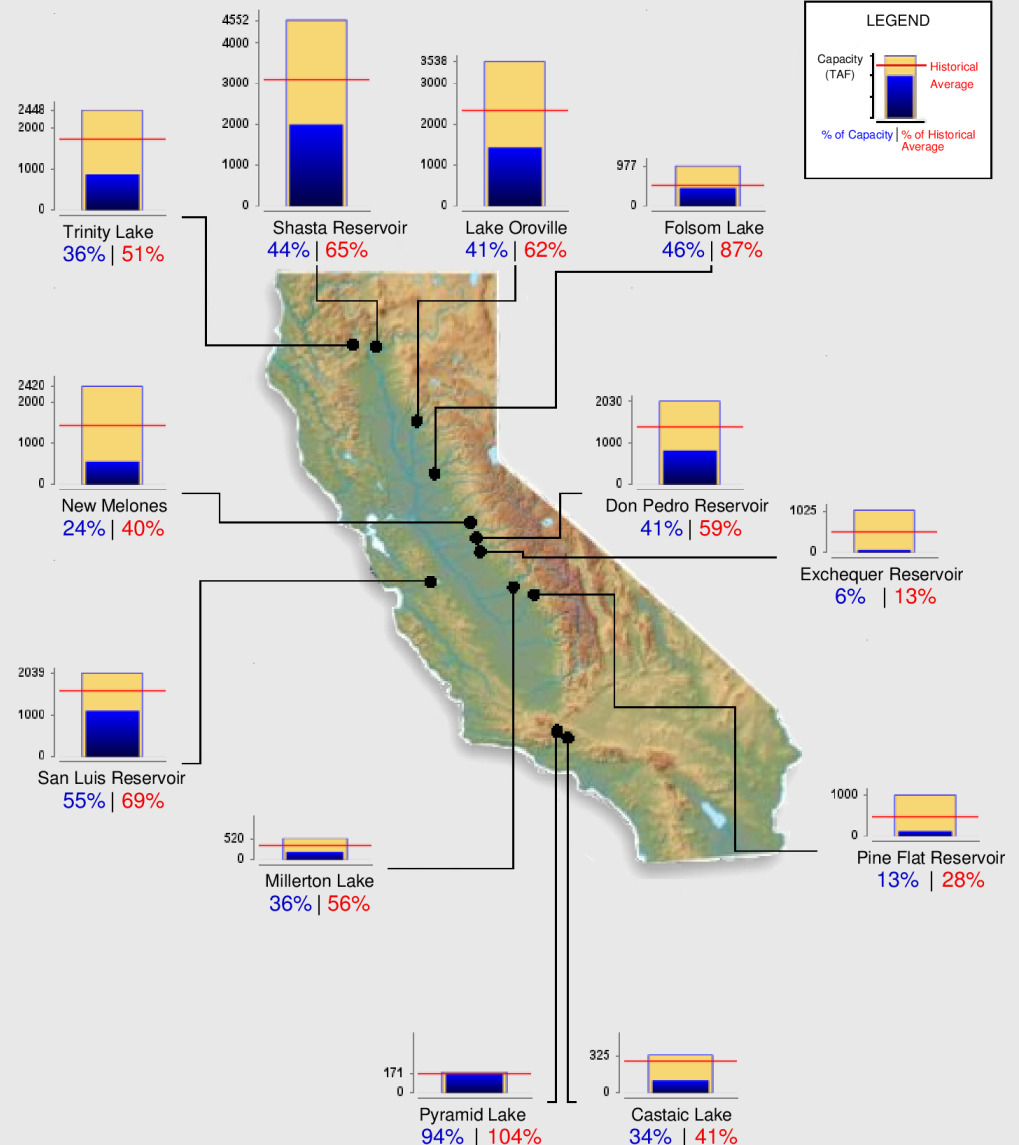 LEGEND
Capacity
(TAF)
Historical
Average
% of Capacity | % of Historical
Average
2448
2000
1000
0
Trinity Lake
36% | 51%
4552
4000
3000
2000
1000
0
Shasta Reservoir
44% | 65%
3538
3000
2000
1000
0
Lake Oroville
41% | 62%
977
0
Folsom Lake
46% | 87%
2420
2000
1000
0
New Melones
24% | 40%
2030
1000
0
Don Pedro Reservoir
41% | 59%
1025
0
Exchequer Reservoir
6% | 13%
2039
1000
0
San Luis Reservoir
55% | 69%
520
0
Millerton Lake
36% | 56%
1000
0
Pine Flat Reservoir
13% | 28%
171
0
Pyramid Lake
94% | 104%
325
0
Castaic Lake
34% | 41%